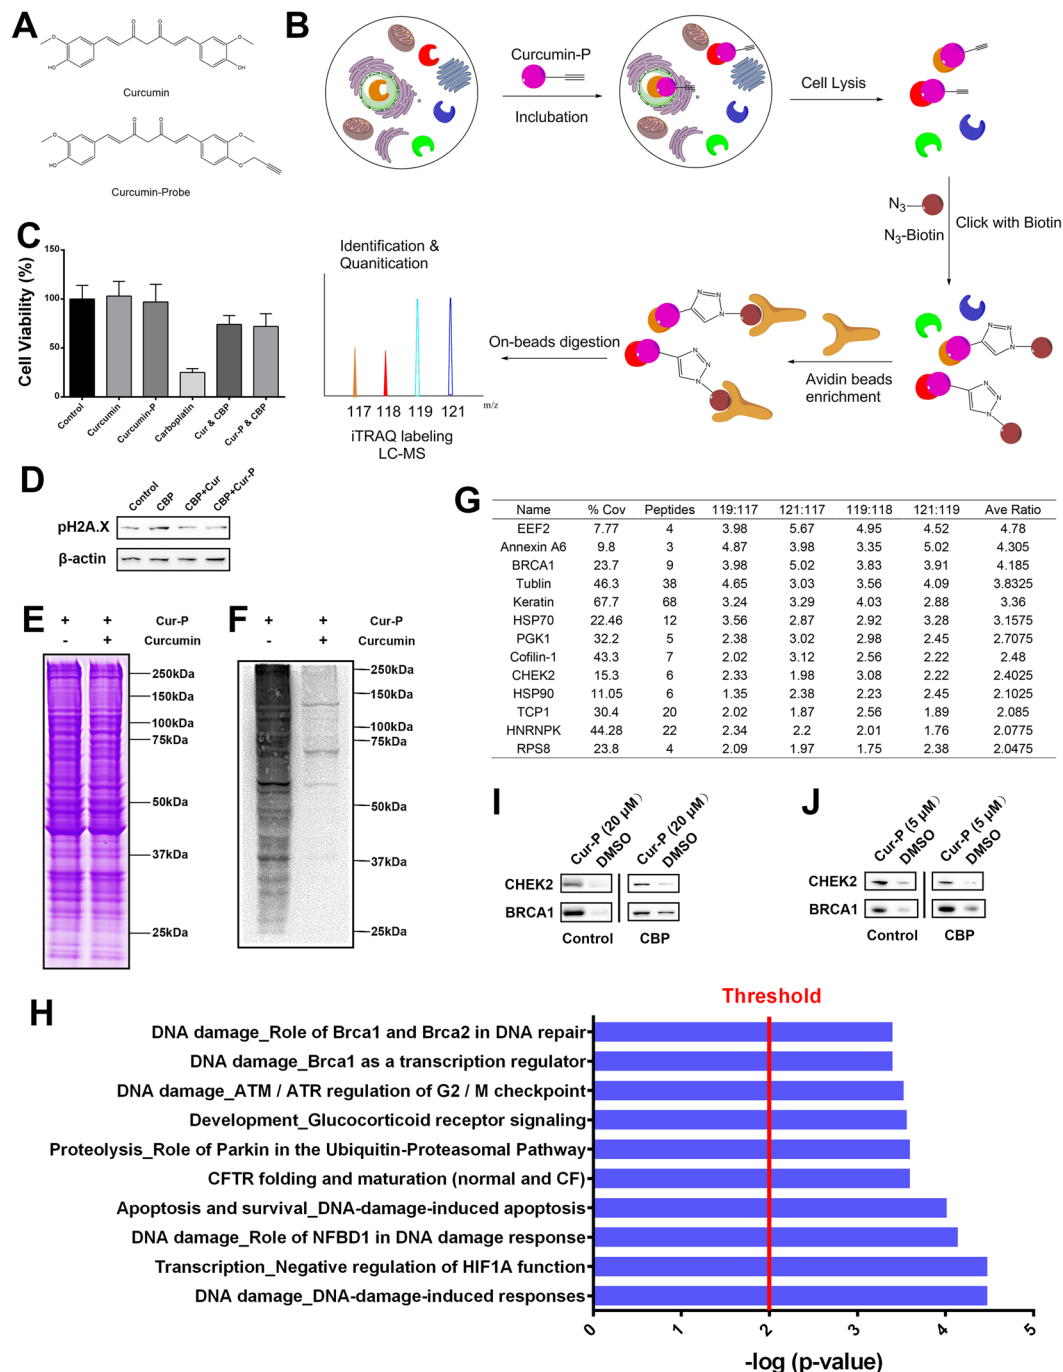 A
O
O
O
O
HO
OH
Curcumin
O
O
O
O
HO
O
Curcumin-Probe
B
Curcumin-P
Incubation
Cell Lysis
N3
N3-Biotin
Click with Biotin
N
N
N
N
N
N
Avidin beads
enrichment
N
N
N
N
N
N
On-beads digestion
Identification &
Quanitication
117 118 119 121
m/z
iTRAQ labeling
LC-MS
C
Cell Viability (%)
150
100
50
0
Control
Curcumin
Curcumin-P
Carboplatin
Cur & CBP
Cur-P & CBP
D
Control
CBP
CBP+Cur
CBP+Cur-P
pH2A.X
β-actin
E
+ + Cur-P
- + Curcumin
250kDa
150kDa
100kDa
75kDa
50kDa
37kDa
25kDa
F
+ + Cur-P
- + Curcumin
250kDa
150kDa
100kDa
75kDa
50kDa
37kDa
25kDa
G
Name % Cov Peptides 119:117 121:117 119:118 121:119 Ave Ratio
EEF2 7.77 4 3.98 5.67 4.95 4.52 4.78
Annexin A6 9.8 3 4.87 3.98 3.35 5.02 4.305
BRCA1 23.7 9 3.98 5.02 3.83 3.91 4.185
Tublin 46.3 38 4.65 3.03 3.56 4.09 3.8325
Keratin 67.7 68 3.24 3.29 4.03 2.88 3.36
HSP70 22.46 12 3.56 2.87 2.92 3.28 3.1575
PGK1 32.2 5 2.38 3.02 2.98 2.45 2.7075
Cofilin-1 43.3 7 2.02 3.12 2.56 2.22 2.48
CHEK2 15.3 6 2.33 1.98 3.08 2.22 2.4025
HSP90 11.05 6 1.35 2.38 2.23 2.45 2.1025
TCP1 30.4 20 2.02 1.87 2.56 1.89 2.085
HNRNPK 44.28 22 2.34 2.2 2.01 1.76 2.0775
RPS8 23.8 4 2.09 1.97 1.75 2.38 2.0475
I
Cur-P (20 μM)
DMSO
Cur-P (20 μM)
DMSO
CHEK2
BRCA1
Control CBP
J
Cur-P (5 μM)
DMSO
Cur-P (5 μM)
DMSO
CHEK2
BRCA1
Control CBP
H
Threshold
DNA damage_Role of Brca1 and Brca2 in DNA repair
DNA damage_Brca1 as a transcription regulator
DNA damage_ATM / ATR regulation of G2 / M checkpoint
Development_Glucocorticoid receptor signaling
Proteolysis_Role of Parkin in the Ubiquitin-Proteasomal Pathway
CFTR folding and maturation (normal and CF)
Apoptosis and survival_DNA-damage-induced apoptosis
DNA damage_Role of NFBD1 in DNA damage response
Transcription_Negative regulation of HIF1A function
DNA damage_DNA-damage-induced responses
0 1 2 3 4 5
-log (p-value)